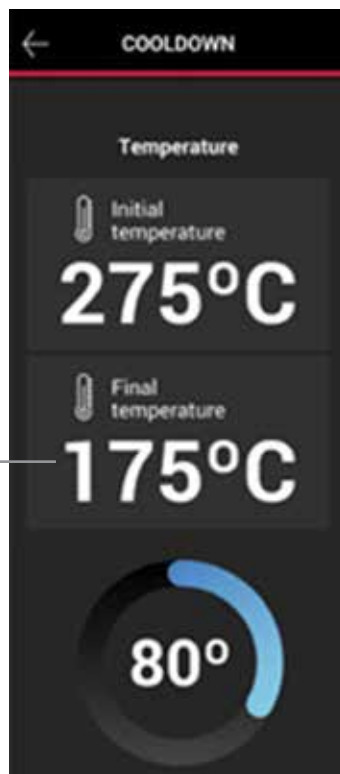 COOLDOWN
Temperature
Initial
temperature
275ºC
Final
temperature
175ºC
80º